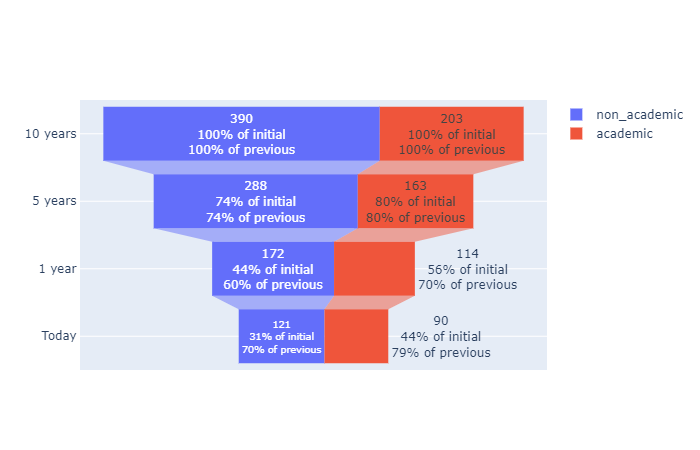 10 years
390
100% of initial
100% of previous
203
100% of initial
100% of previous
5 years
288
74% of initial
74% of previous
163
80% of initial
80% of previous
1 year
172
44% of initial
60% of previous
114
56% of initial
70% of previous
Today
121
31% of initial
70% of previous
90
44% of initial
79% of previous
non_academic
academic